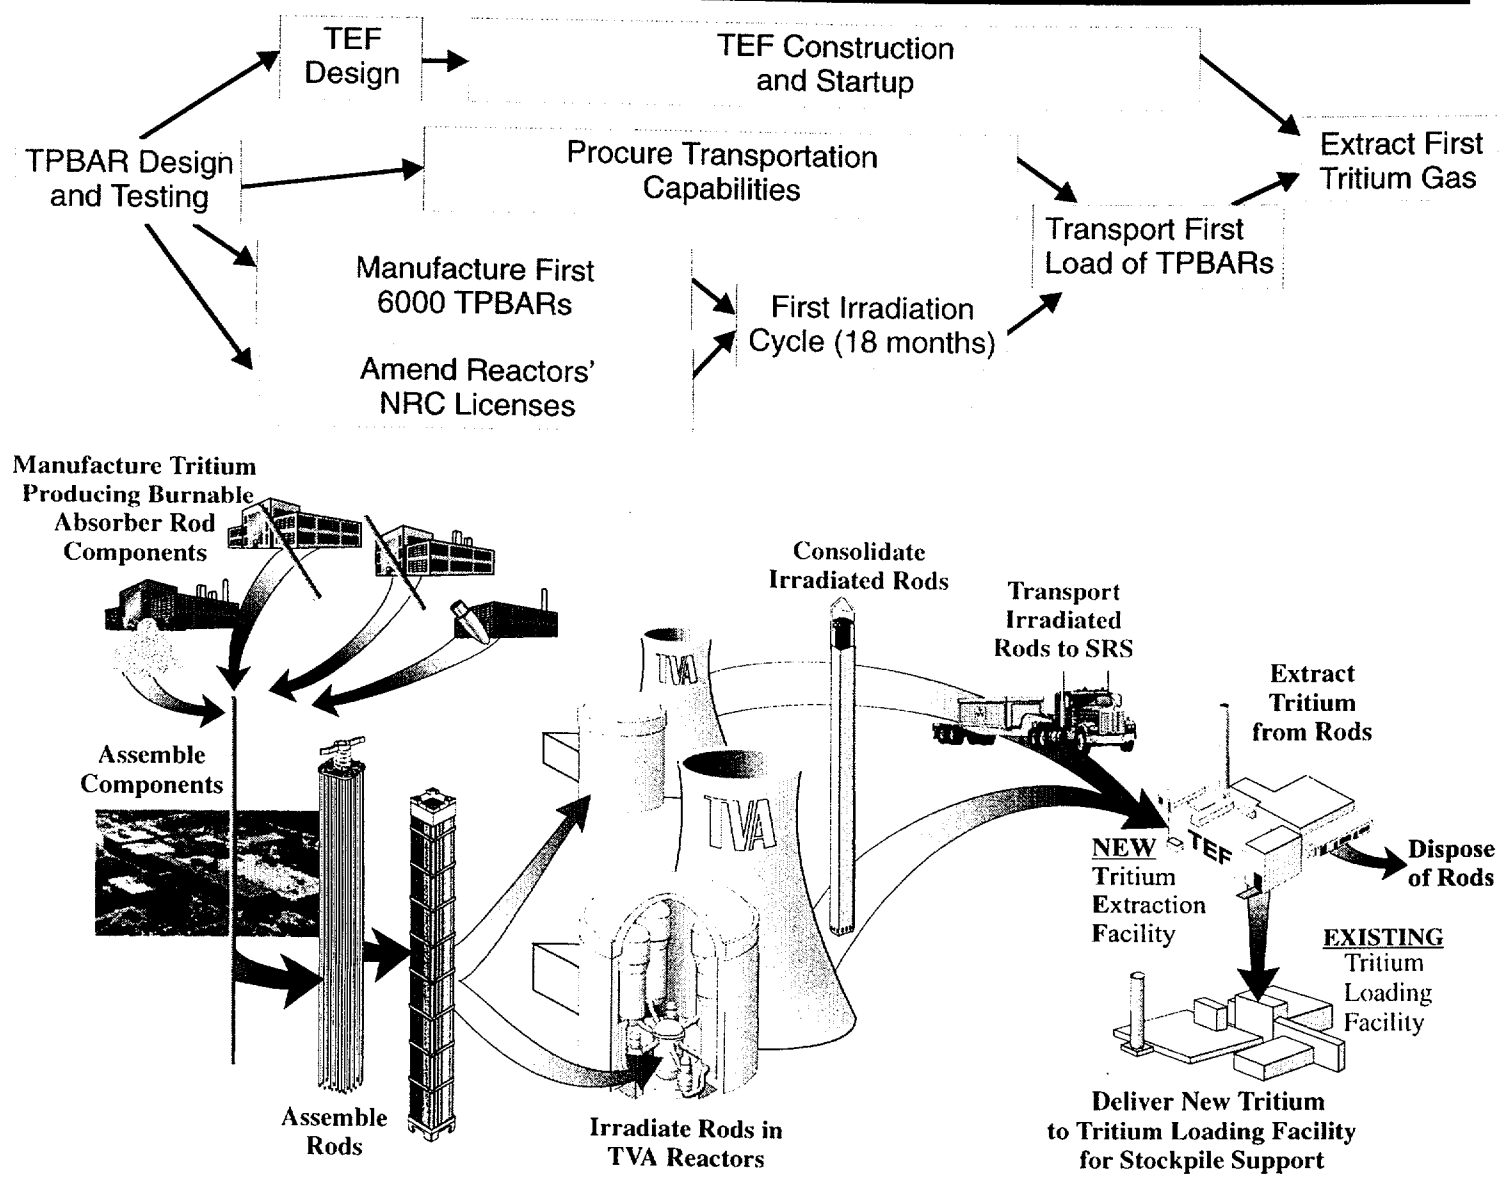 TEF
Design
TEF Construction
and Startup
TPBAR Design
and Testing
Procure Transportation
Capabilities
Extract First
Tritium Gas
Transport First
Load of TPBARs
Manufacture First
6000 TPBARs
First Irradiation
Cycle (18 months)
Amend Reactors'
NRC Licenses
Manufacture Tritium
Producing Burnable
Absorber Rod
Components
Consolidate
Irradiated Rods
Transport
Irradiated
Rods to SRS
Extract
Tritium
from Rods
TVA
Assemble
Components
TVA
TEF
NEW
Tritium
Extraction
Facility
Dispose
of Rods
EXISTING
Tritium
Loading
Facility
Assemble
Rods
Irradiate Rods in
TVA Reactors
Deliver New Tritium
to Tritium Loading Facility
for Stockpile Support